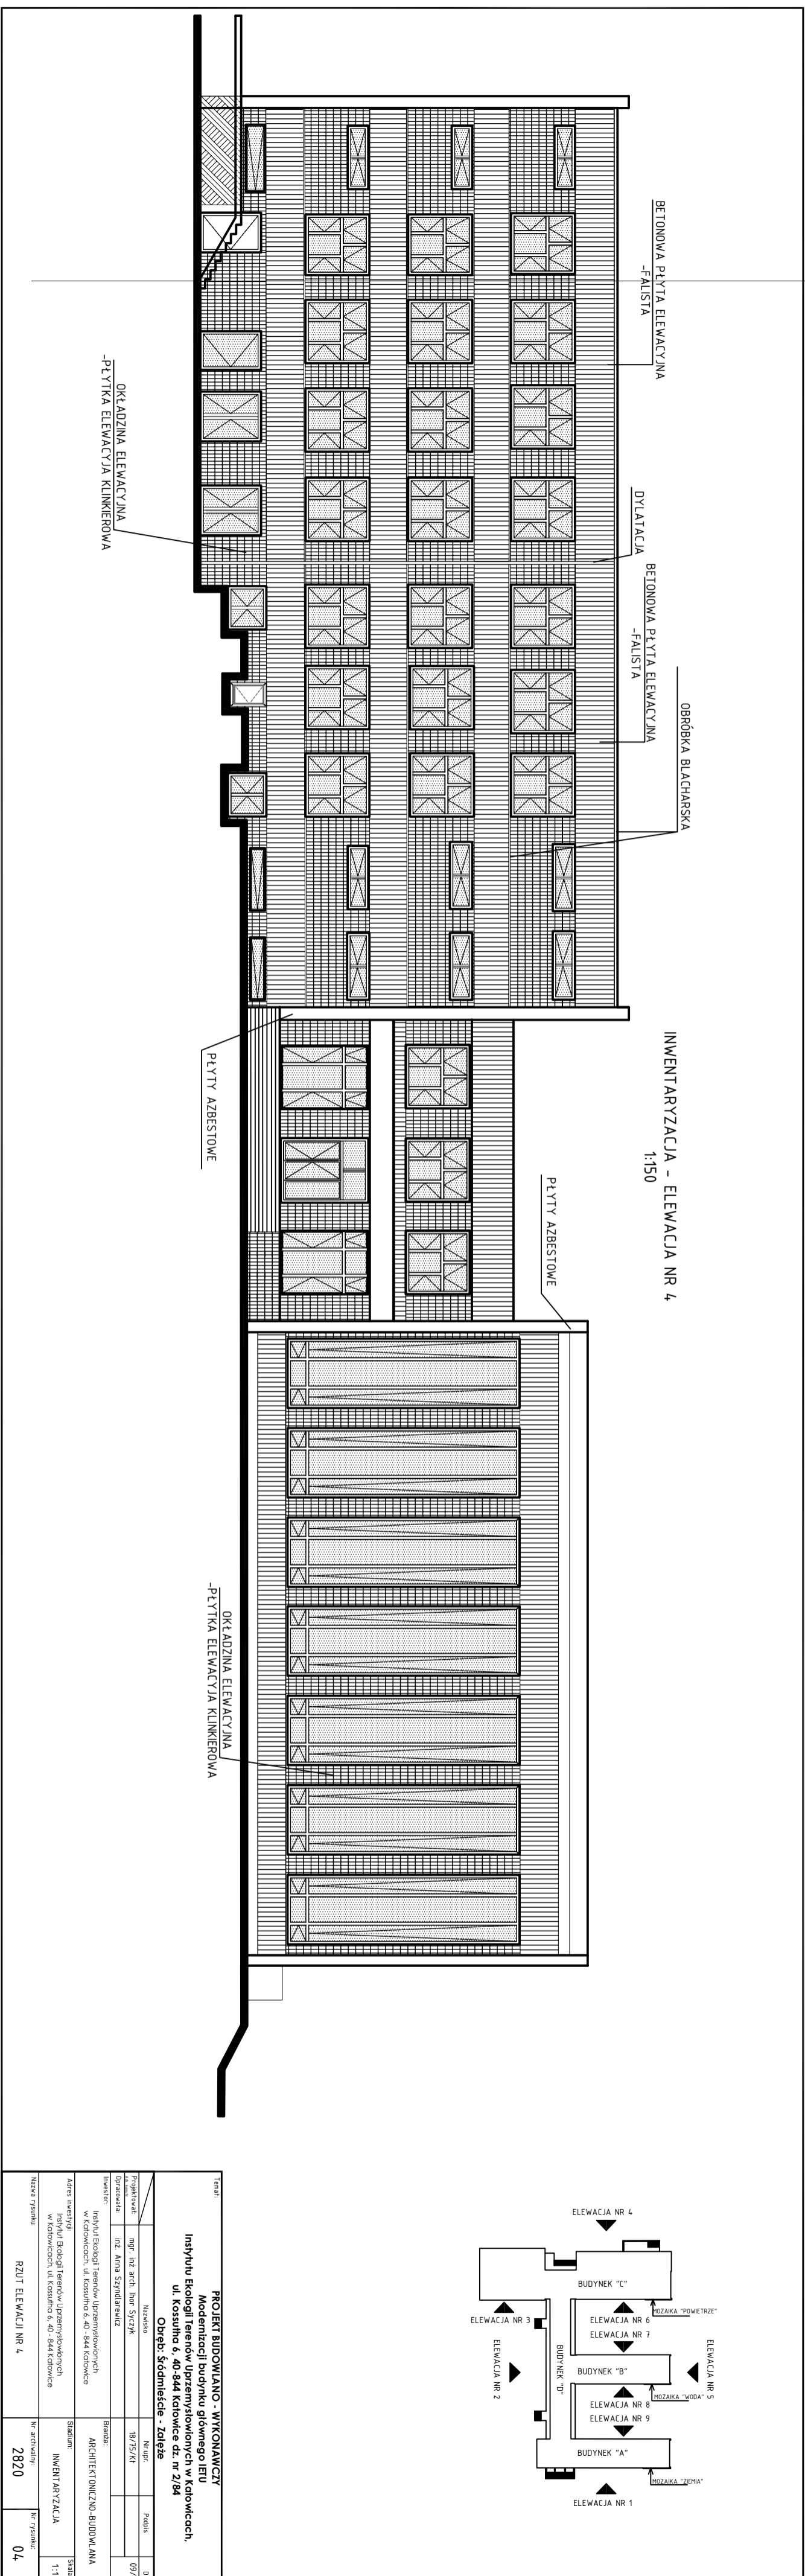 INWENTARYZACJA - ELEWACJA NR 4
1:150
BETONOWA PŁYTA ELEWACYJNA
-FALISTA
DYLATACJA
BETONOWA PŁYTA ELEWACYJNA
-FALISTA
OBRÓBKA BLACHARSKA
PŁYTY AZBESTOWE
OKŁADZINA ELEWACYJNA
-PŁYTKA ELEWACYJA KLINKIEROWA
PŁYTY AZBESTOWE
OKŁADZINA ELEWACYJNA
-PŁYTKA ELEWACYJA KLINKIEROWA
ELEWACJA NR 4
BUDYNEK "C"
MOZAIKA "POWIETRZE"
ELEWACJA NR 3
ELEWACJA NR 6
ELEWACJA NR 7
ELEWACJA NR 2
BUDYNEK "D"
BUDYNEK "B"
ELEWACJA NR 5
MOZAIKA "WODA"
ELEWACJA NR 8
ELEWACJA NR 9
BUDYNEK "A"
MOZAIKA "ZIEMIA"
ELEWACJA NR 1
Temat:
PROJEKT BUDOWLANO - WYKONAWCZY
Modernizacji budynku głównego IETU
Instytutu Ekologii Terenów Uprzemysłowionych w Katowicach,
ul. Kossutha 6, 40-844 Katowice dz. nr 2/84
Obręb: Śródmieście - Załęże
Nazwisko
Nr upr.
Podpis
D
Projektował:
mgr. inż arch. Ihor Syczyk
18/75/Kt
09/
Opracowała:
inż. Anna Szyndlarewicz
Inwestor:
Instytut Ekologii Terenów Uprzemysłowionych
w Katowicach, ul. Kossutha 6, 40 - 844 Katowice
Branża:
ARCHITEKTONICZNO-BUDOWLANA
Adres inwestycji:
Instytut Ekologii Terenów Uprzemysłowionych
w Katowicach, ul. Kossutha 6, 40 - 844 Katowice
Stadium:
INWENTARYZACJA
Skala
1:1
Nazwa rysunku
RZUT ELEWACJI NR 4
Nr archiwalny:
2820
Nr rysunku:
04